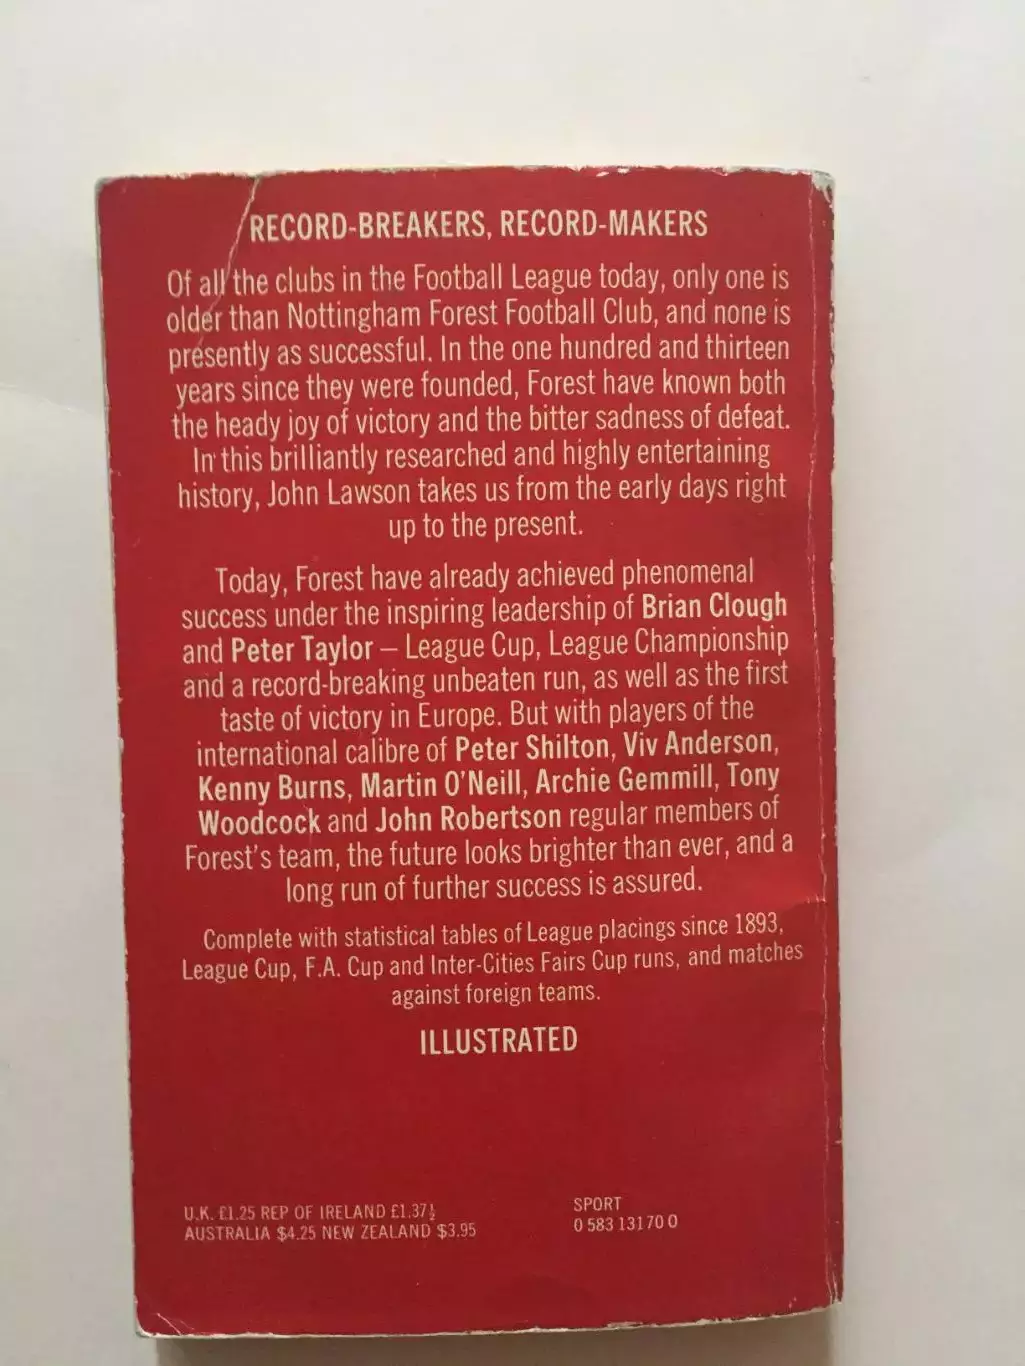 RECORD-BREAKERS, RECORD-MAKERS
Of all the clubs in the Football League today, only one is
older than Nottingham Forest Football Club, and none is
presently as successful. In the one hundred and thirteen
years since they were founded, Forest have known both
the heady joy of victory and the bitter sadness of defeat.
In this brilliantly researched and highly entertaining
history, John Lawson takes us from the early days right
up to the present.
Today, Forest have already achieved phenomenal
success under the inspiring leadership of Brian Clough
and Peter Taylor – League Cup, League Championship
and a record-breaking unbeaten run, as well as the first
taste of victory in Europe. But with players of the
international calibre of Peter Shilton, Viv Anderson,
Kenny Burns, Martin O'Neill, Archie Gemmill, Tony
Woodcock and John Robertson regular members of
Forest's team, the future looks brighter than ever, and a
long run of further success is assured.
Complete with statistical tables of League placings since 1893,
League Cup, F.A. Cup and Inter-Cities Fairs Cup runs, and matches
against foreign teams.
ILLUSTRATED
U.K. £1.25 REP OF IRELAND £1.37½
AUSTRALIA $4.25 NEW ZEALAND $3.95
SPORT
0 583 13170 0